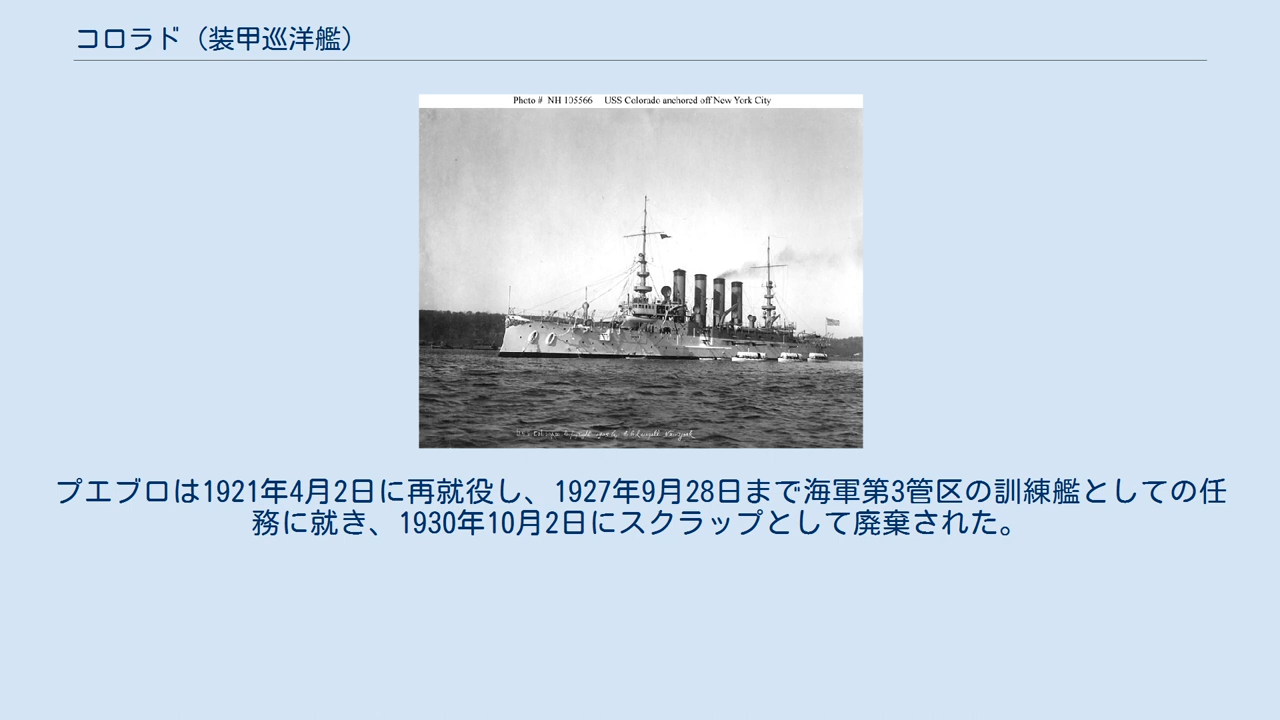 コロラド（装甲巡洋艦）
Photo # NH 105566 USS Colorado anchored off New York City
プエブロは1921年4月2日に再就役し、1927年9月28日まで海軍第3管区の訓練艦としての任
務に就き、1930年10月2日にスクラップとして廃棄された。